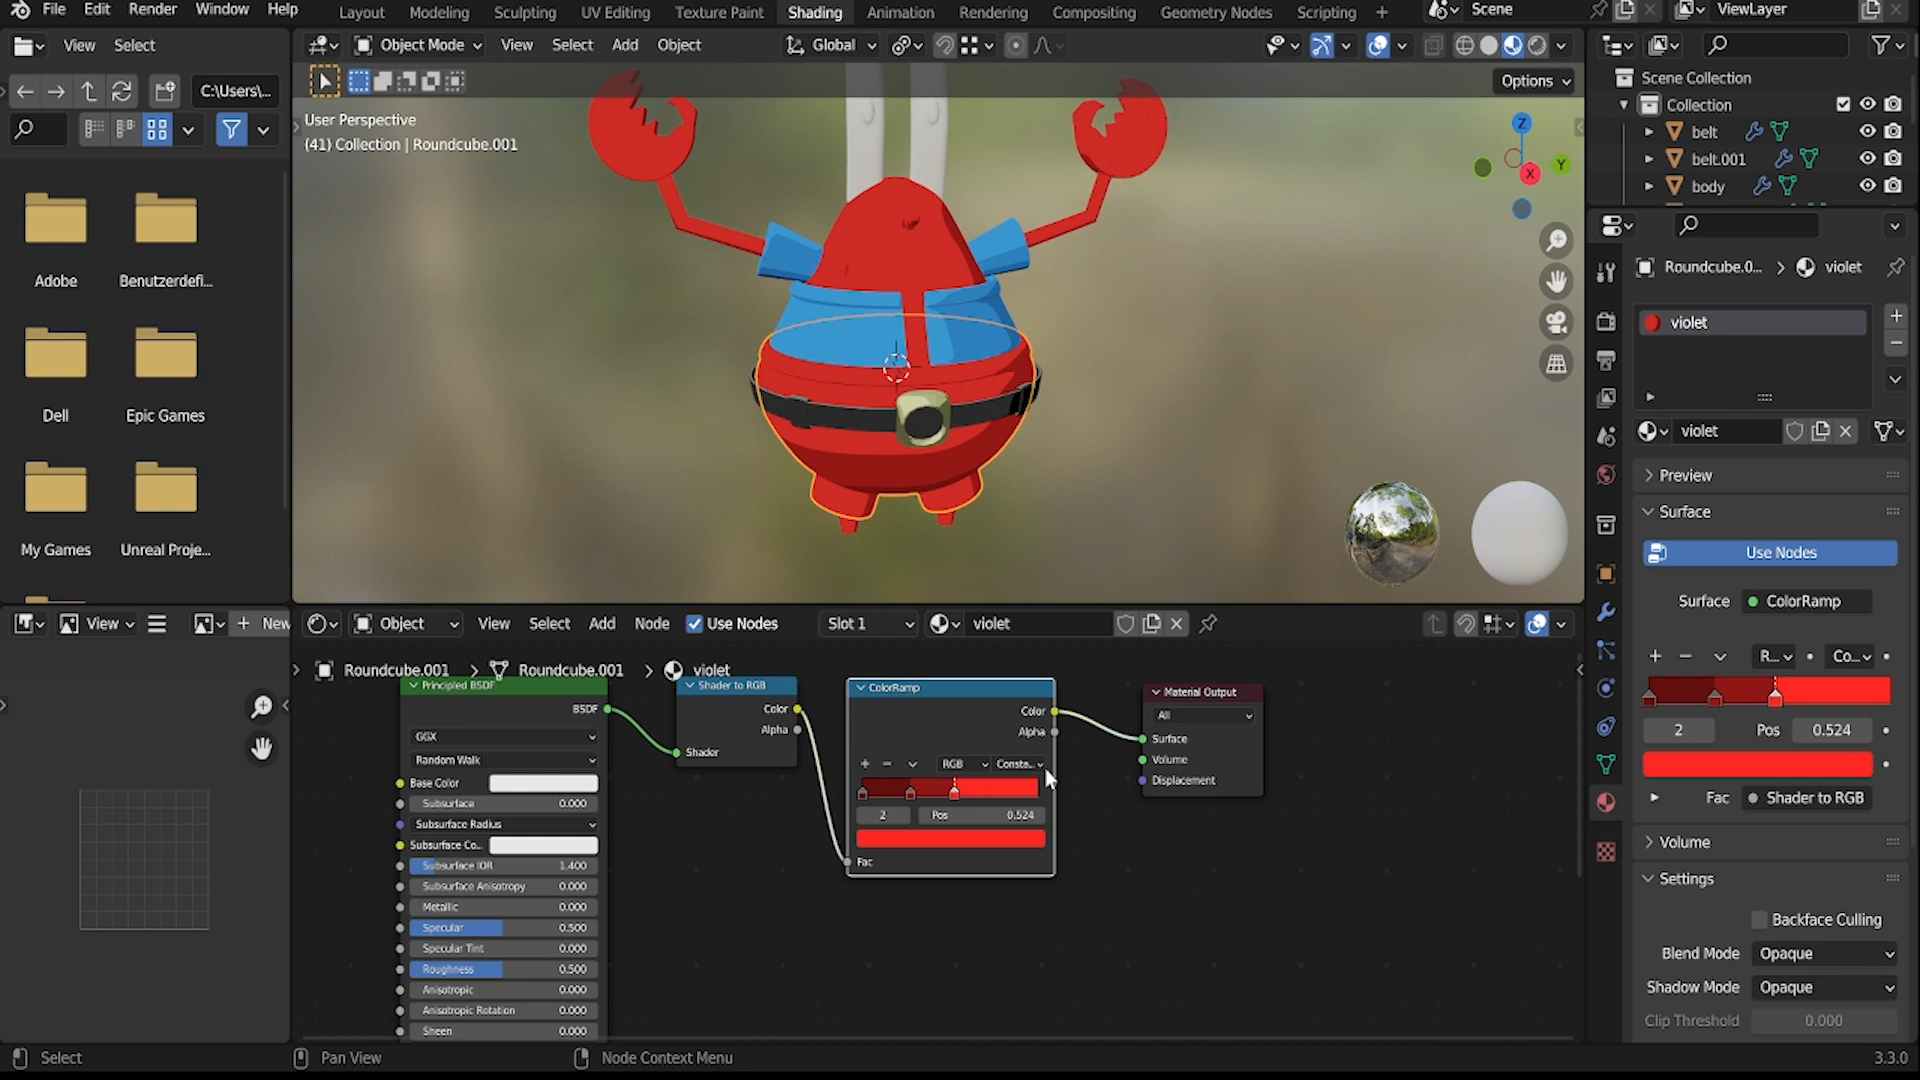 File Edit Render Window Help Layout Modeling Sculpting UV Editing Texture Paint Shading Animation Rendering Compositing Geometry Nodes Scripting + Scene ViewLayer
View Select Object Mode View Select Add Object Global
C:\Users\... Options
User Perspective
(41) Collection | Roundcube.001
Z
Y
X
Adobe Benutzerdefi...
Dell Epic Games
My Games Unreal Proje...
Scene Collection
Collection
belt
belt.001
body
Roundcube.0... > violet
violet
violet
Preview
Surface
Use Nodes
Surface ColorRamp
R... Co...
2 Pos 0.524
Fac Shader to RGB
Volume
Settings
Backface Culling
Blend Mode Opaque
Shadow Mode Opaque
Clip Threshold 0.000
View + New Object View Select Add Node Use Nodes Slot 1 violet
Roundcube.001 > Roundcube.001 > violet
Principled BSDF
BSDF
GGX
Random Walk
Base Color
Subsurface 0.000
Subsurface Radius
Subsurface Co...
Subsurface IOR 1.400
Subsurface Anisotropy 0.000
Metallic 0.000
Specular 0.500
Specular Tint 0.000
Roughness 0.500
Anisotropic 0.000
Anisotropic Rotation 0.000
Sheen 0.000
Shader to RGB
Color
Alpha
Shader
ColorRamp
Color
Alpha
RGB Consta...
2 Pos 0.524
Fac
Material Output
All
Surface
Volume
Displacement
Select Pan View Node Context Menu 3.3.0